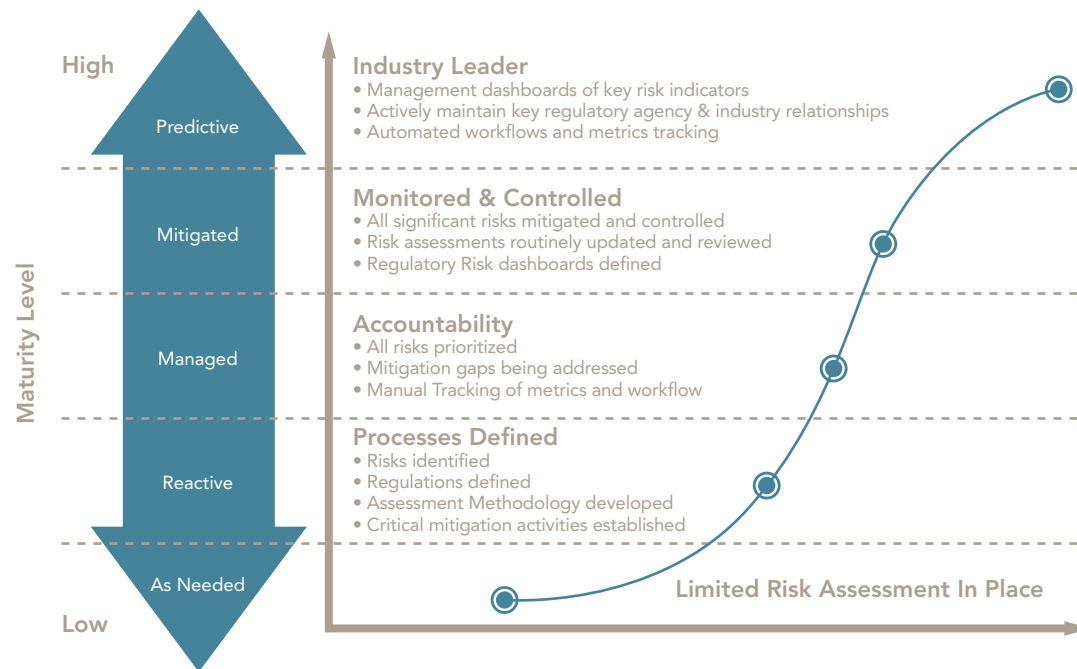 Maturity Level
High
Predictive
Industry Leader
• Management dashboards of key risk indicators
• Actively maintain key regulatory agency & industry relationships
• Automated workflows and metrics tracking
Mitigated
Monitored & Controlled
• All significant risks mitigated and controlled
• Risk assessments routinely updated and reviewed
• Regulatory Risk dashboards defined
Managed
Accountability
• All risks prioritized
• Mitigation gaps being addressed
• Manual Tracking of metrics and workflow
Reactive
Processes Defined
• Risks identified
• Regulations defined
• Assessment Methodology developed
• Critical mitigation activities established
As Needed
Limited Risk Assessment In Place
Low